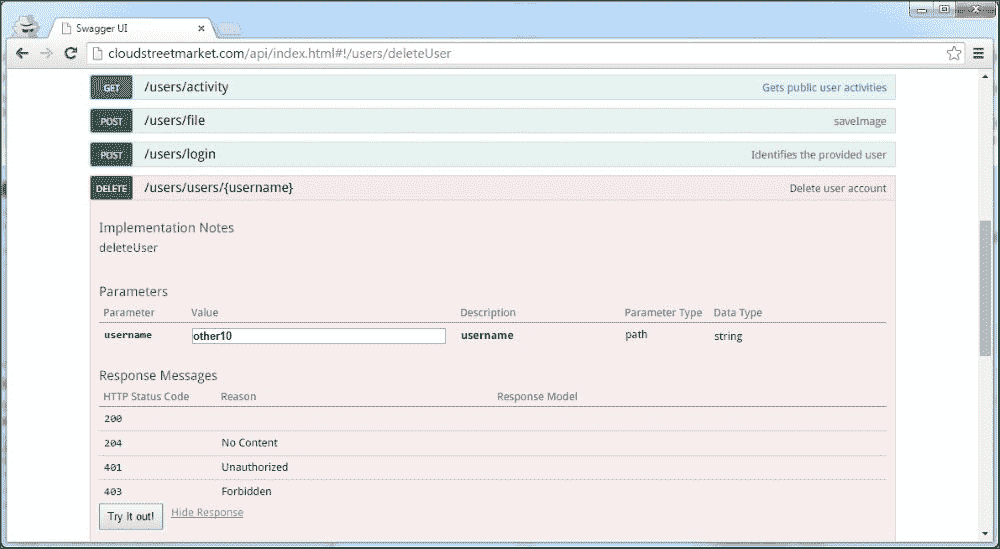 Swagger UI
cloudstreetmarket.com/api/index.html#!/users/deleteUser
GET /users/activity Gets public user activities
POST /users/file saveImage
POST /users/login Identifies the provided user
DELETE /users/users/{username} Delete user account
Implementation Notes
deleteUser
Parameters
Parameter Value Description Parameter Type Data Type
username other10 username path string
Response Messages
HTTP Status Code Reason Response Model
200
204 No Content
401 Unauthorized
403 Forbidden
Try it out! Hide Response